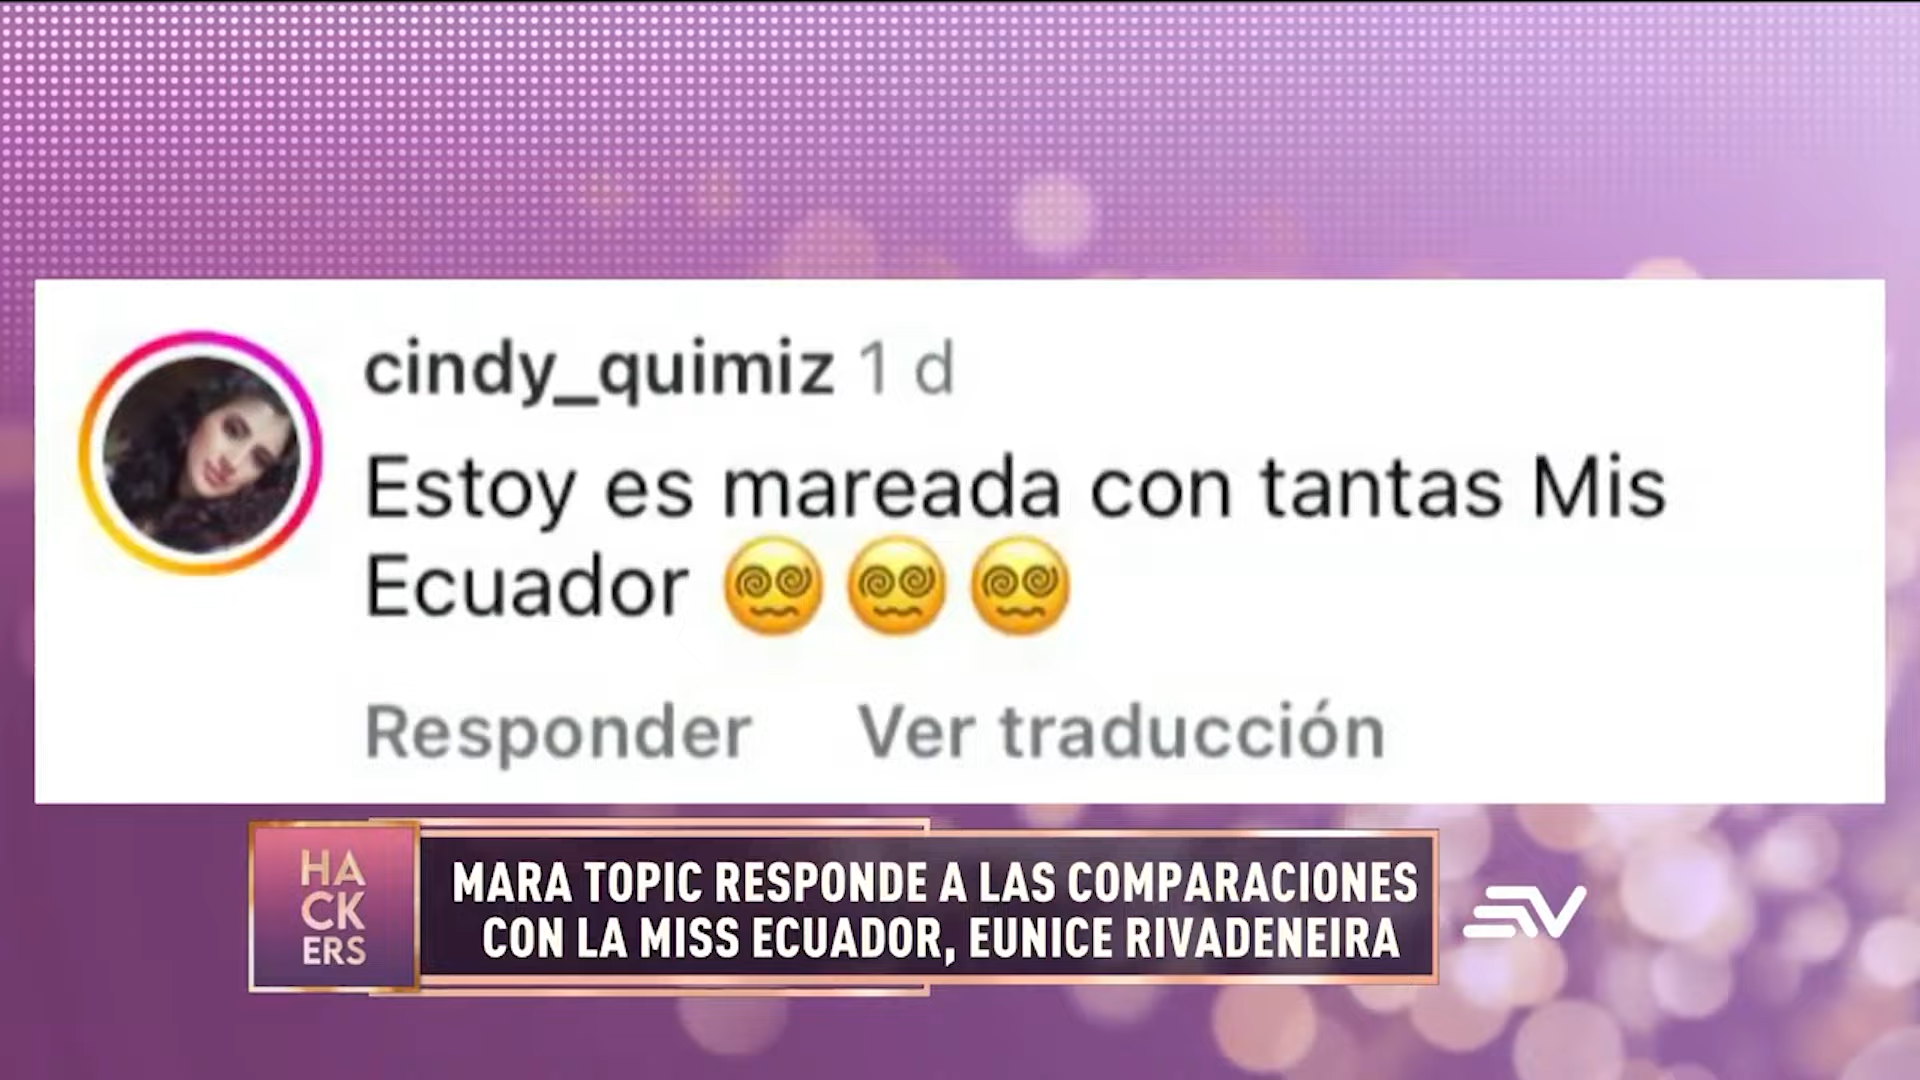 cindy_quimiz 1 d
Estoy es mareada con tantas Mis
Ecuador 😵‍💫 😵‍💫 😵‍💫
Responder Ver traducción
HA
CK
ERS
MARA TOPIC RESPONDE A LAS COMPARACIONES
CON LA MISS ECUADOR, EUNICE RIVADENEIRA
EV